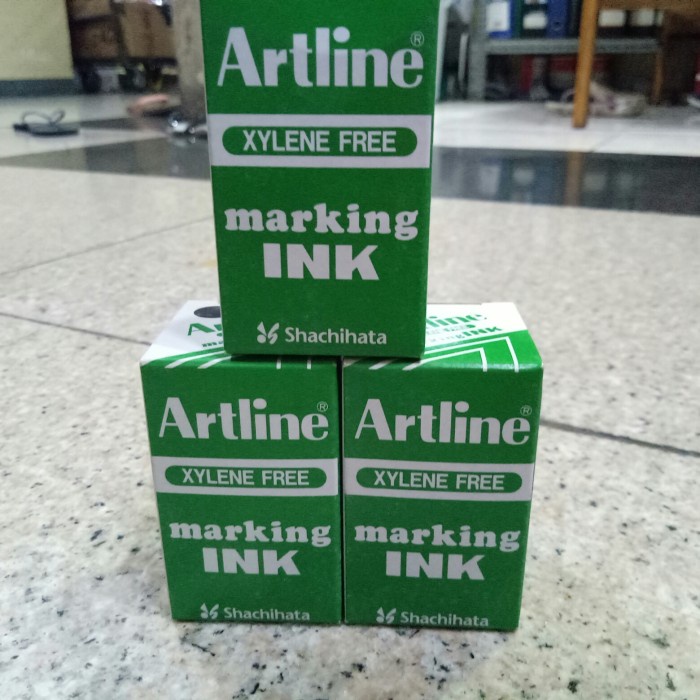 Artline®
XYLENE FREE
marking
INK
Shachihata
Artline®
XYLENE FREE
marking
INK
Shachihata
Artline®
XYLENE FREE
marking
INK
Shachihata